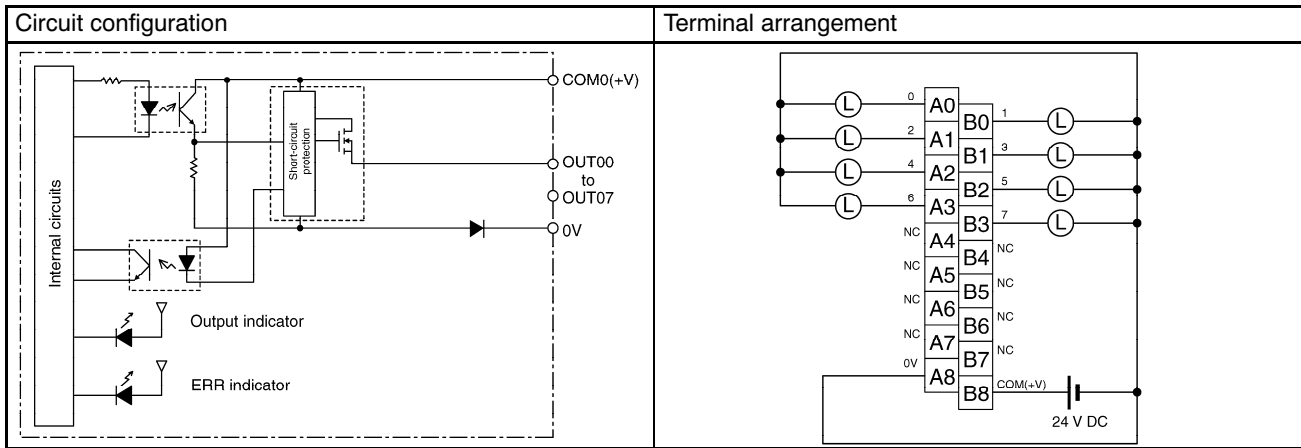 Circuit configuration
Terminal arrangement
Internal circuits
Short-circuit
protection
COM0(+V)
OUT00
to
OUT07
0V
Output indicator
ERR indicator
L 0 A0
B0 1 L
L 2 A1
B1 3 L
L 4 A2
B2 5 L
L 6 A3
B3 7 L
NC A4
B4 NC
NC A5
B5 NC
NC A6
B6 NC
NC A7
B7 NC
0V A8
B8 COM(+V)
24 V DC